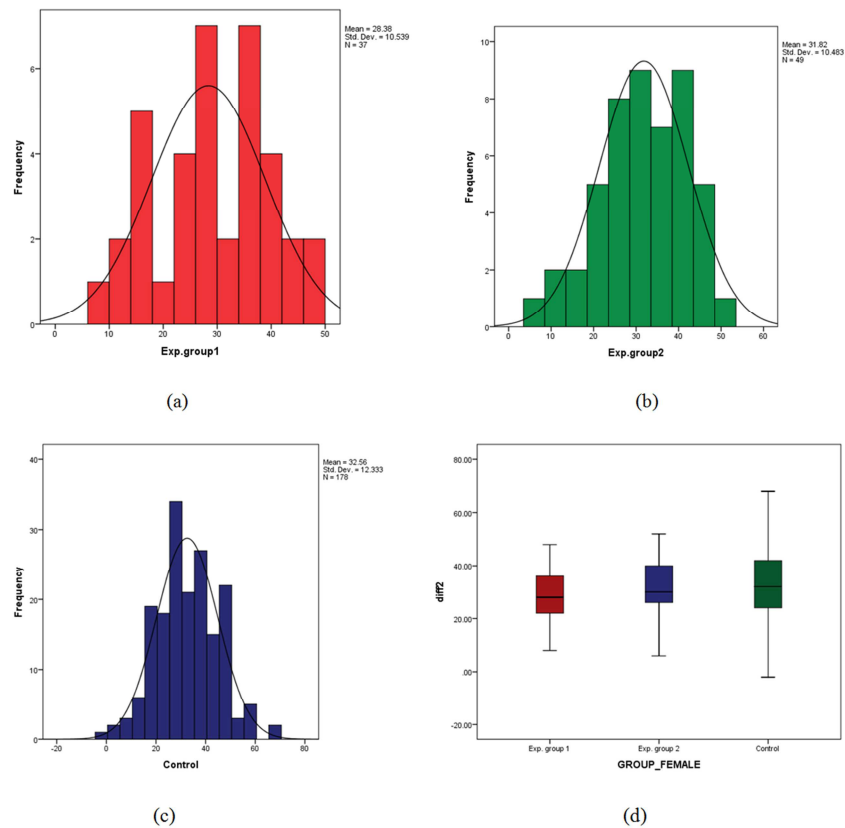 Mean = 28.38
Std. Dev. = 10.539
N = 37
Frequency
6
4
2
0
0 10 20 30 40 50
Exp.group1
(a)
Mean = 31.82
Std. Dev. = 10.483
N = 49
Frequency
10
8
6
4
2
0
0 10 20 30 40 50 60
Exp.group2
(b)
Mean = 32.56
Std. Dev. = 12.333
N = 178
Frequency
40
30
20
10
0
-20 0 20 40 60 80
Control
(c)
diff2
80.00
60.00
40.00
20.00
.00
-20.00
Exp. group 1 Exp. group 2 Control
GROUP_FEMALE
(d)